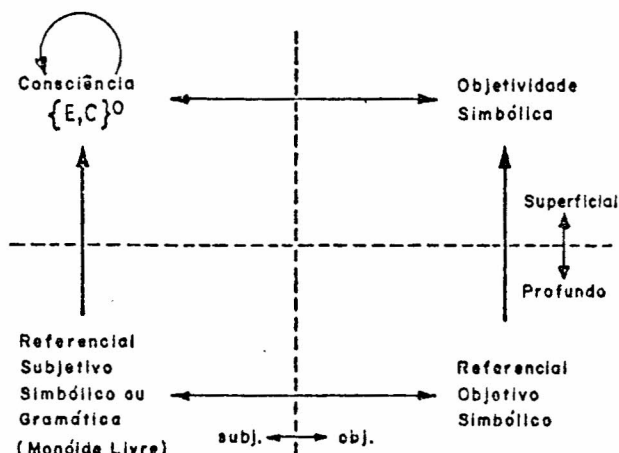 Consciência
{E,C}⁰
Objetividade
Simbólica
Superficial
Profundo
Referencial
Subjetivo
Simbólico ou
Gramática
(Monóide Livre)
Referencial
Objetivo
Simbólico
subj.
obj.